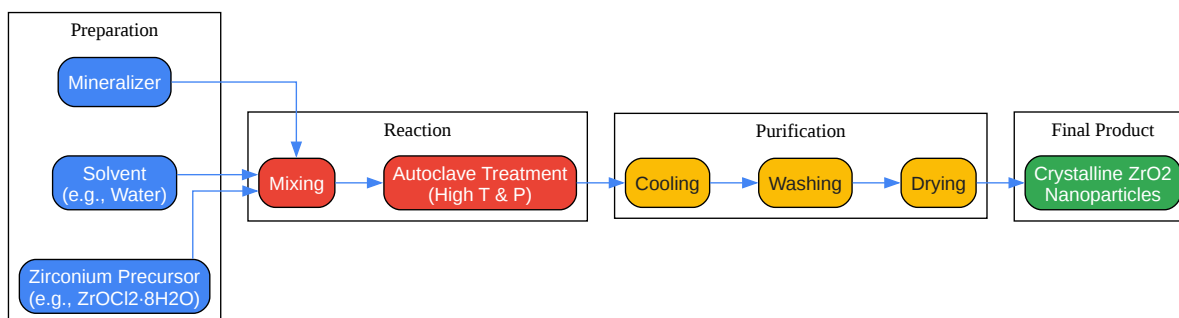 Preparation
Mineralizer
Solvent
(e.g., Water)
Zirconium Precursor
(e.g., ZrOCl2·8H2O)
Reaction
Mixing
Autoclave Treatment
(High T & P)
Purification
Cooling
Washing
Drying
Final Product
Crystalline ZrO2
Nanoparticles